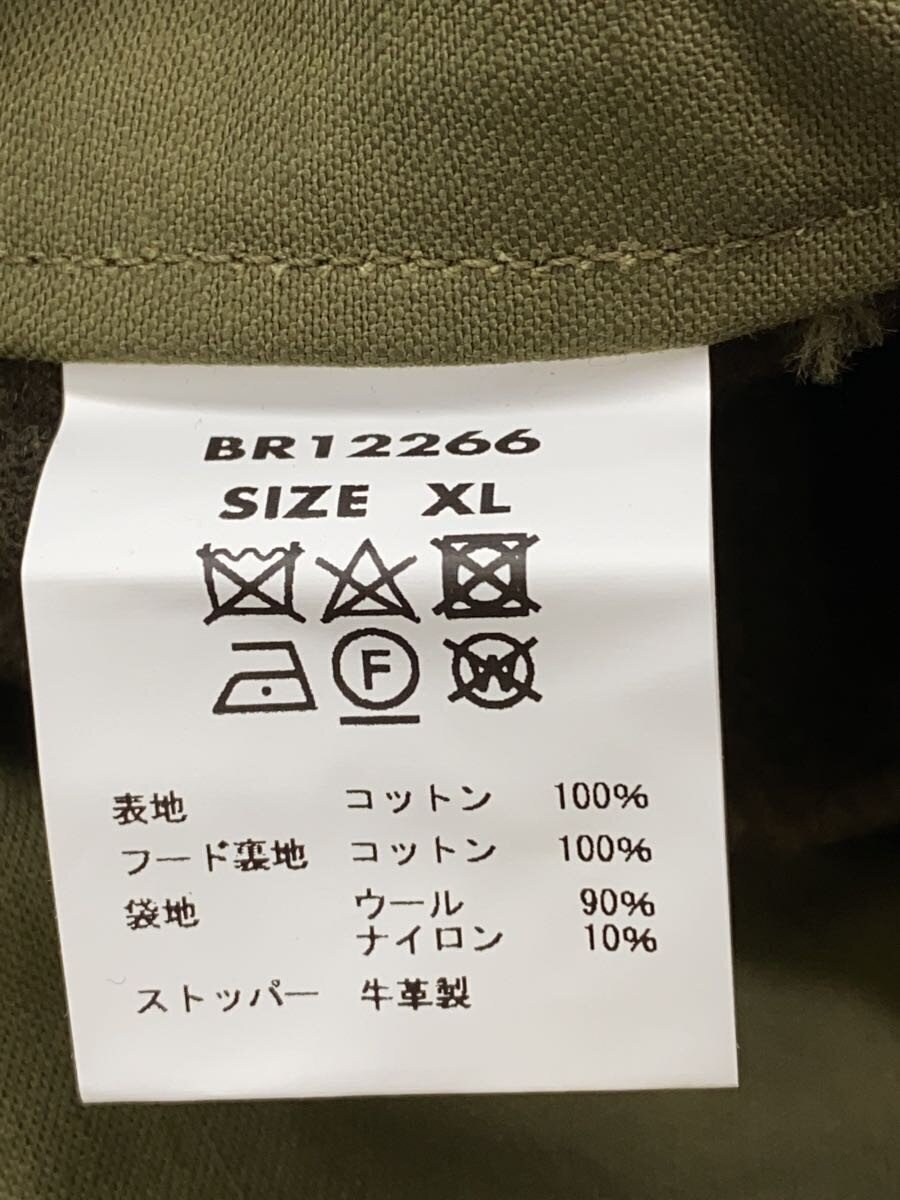 BR12266
SIZE XL
F W
表地 コットン 100%
フード裏地 コットン 100%
袋地 ウール 90%
ナイロン 10%
ストッパー 牛革製